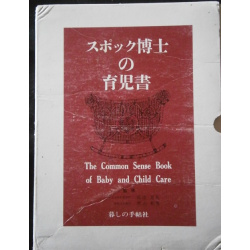 スポック博士
の
育児書
The Common Sense Book
of Baby and Child Care
暮しの手帖社